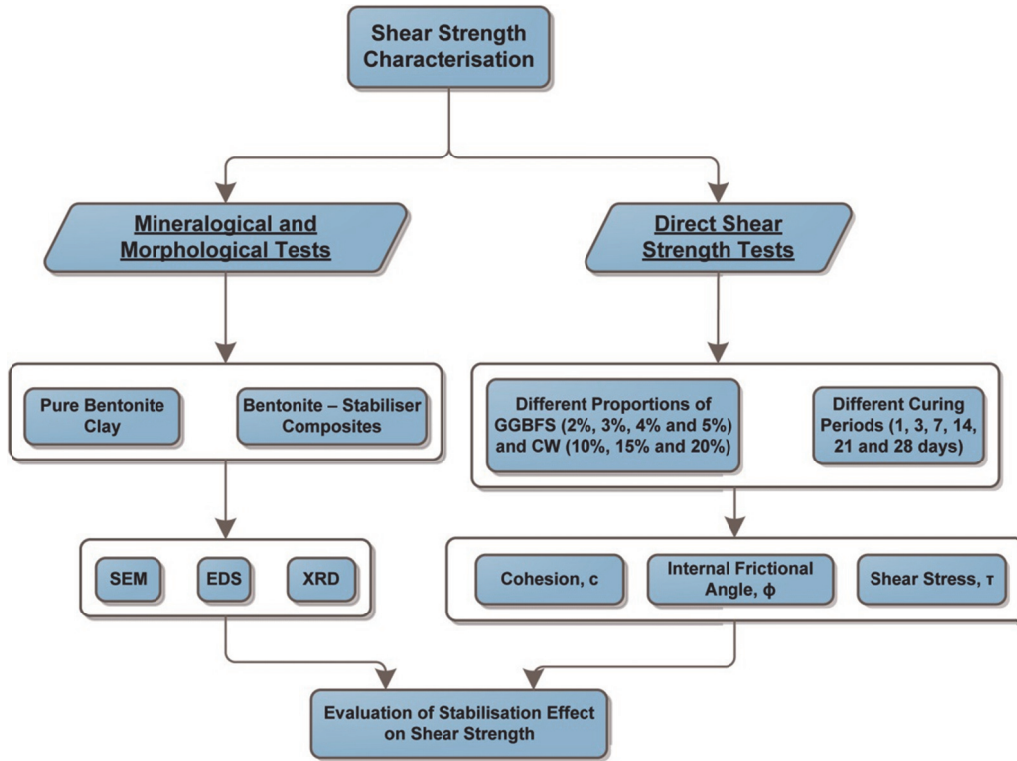 Shear Strength
Characterisation
Mineralogical and
Morphological Tests
Direct Shear
Strength Tests
Pure Bentonite
Clay
Bentonite – Stabiliser
Composites
Different Proportions of
GGBFS (2%, 3%, 4% and 5%)
and CW (10%, 15% and 20%)
Different Curing
Periods (1, 3, 7, 14,
21 and 28 days)
SEM
EDS
XRD
Cohesion, c
Internal Frictional
Angle, ϕ
Shear Stress, τ
Evaluation of Stabilisation Effect
on Shear Strength